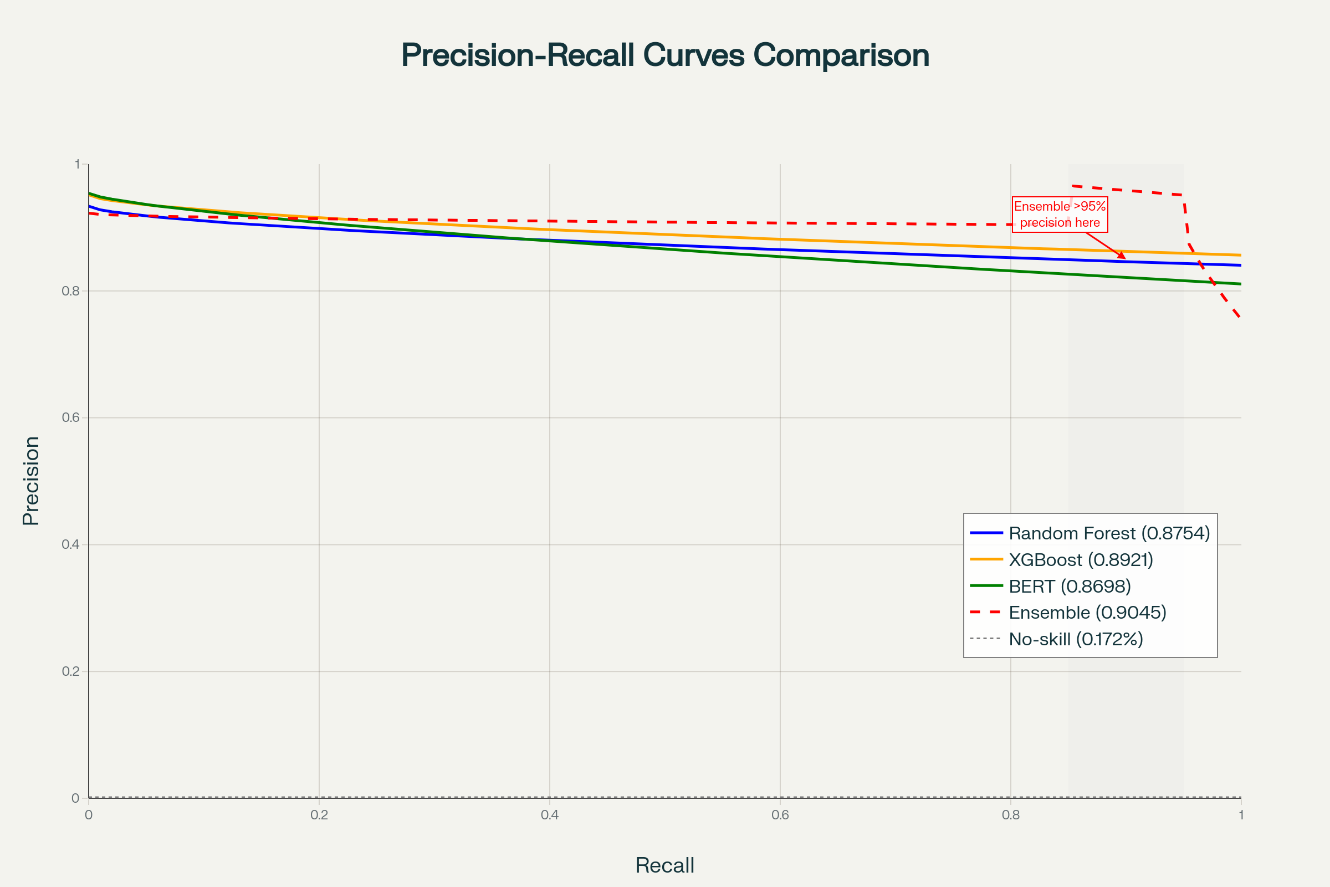 Precision-Recall Curves Comparison
1
0.8
0.6
0.4
0.2
0
Precision
Ensemble >95%
precision here
Random Forest (0.8754)
XGBoost (0.8921)
BERT (0.8698)
Ensemble (0.9045)
No-skill (0.172%)
0 0.2 0.4 0.6 0.8 1
Recall